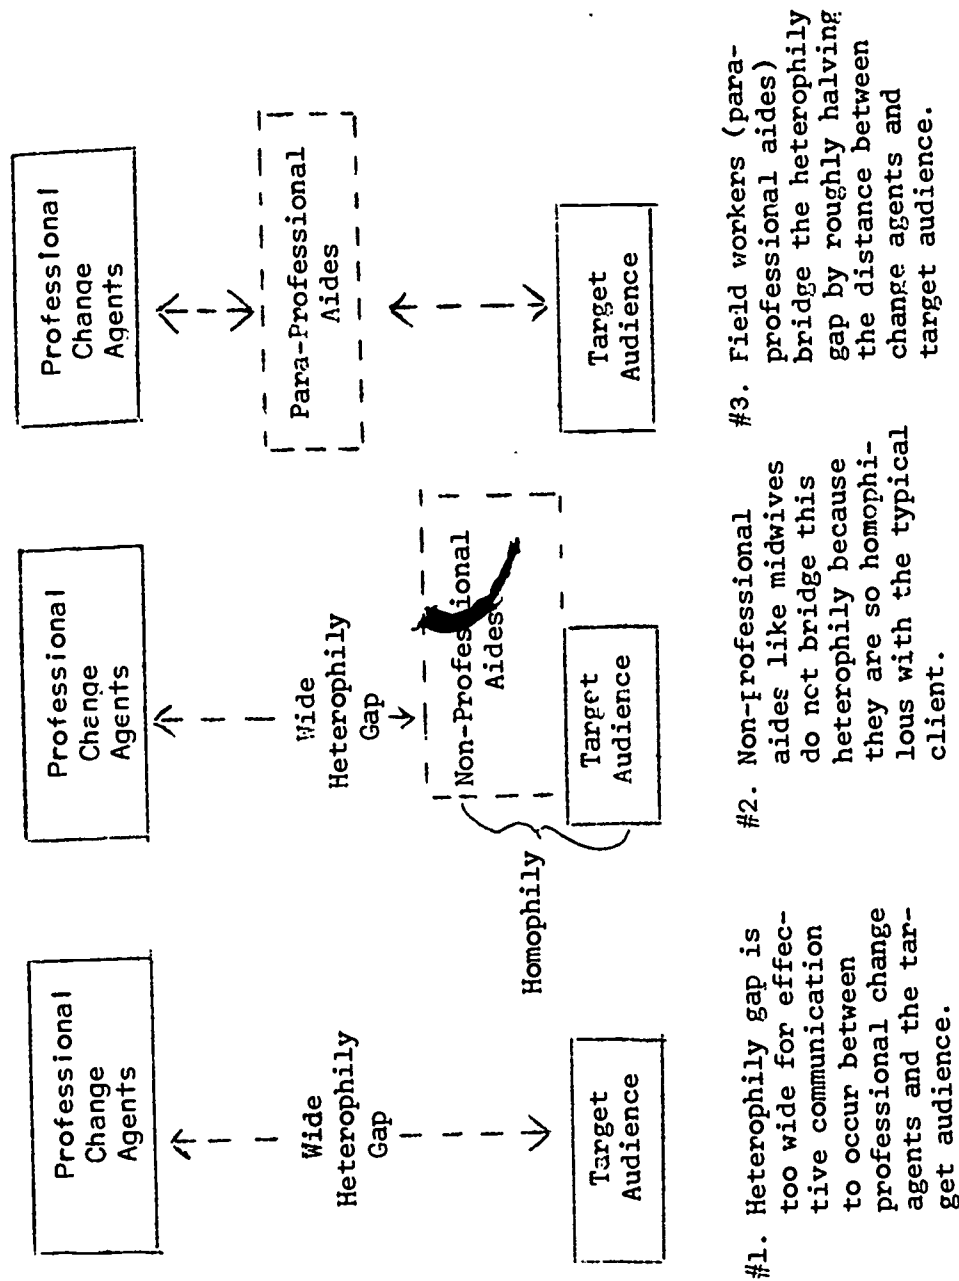 Professional
Change
Agents
Wide
Heterophily
Gap
Target
Audience
#1. Heterophily gap is
too wide for effec-
tive communication
to occur between
professional change
agents and the tar-
get audience.
Professional
Change
Agents
Wide
Heterophily
Gap
Non-Professional
Aides
Target
Audience
Homophily
#2. Non-professional
aides like midwives
do not bridge this
heterophily because
they are so homophi-
lous with the typical
client.
Professional
Change
Agents
Para-Professional
Aides
Target
Audience
#3. Field workers (para-
professional aides)
bridge the heterophily
gap by roughly halving
the distance between
change agents and
target audience.